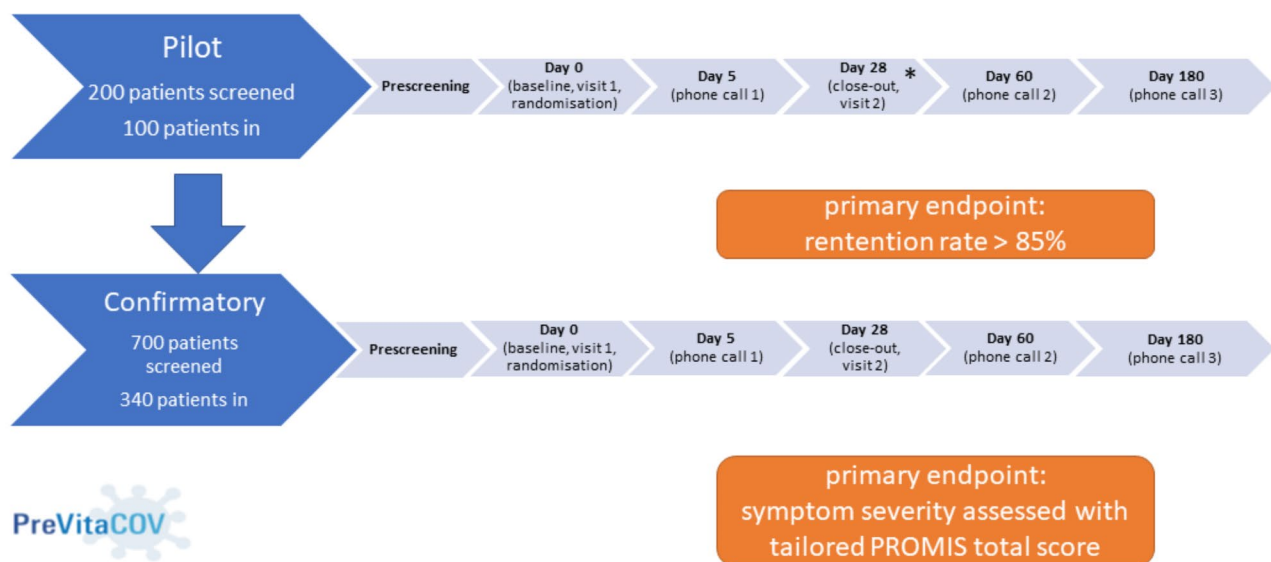 Pilot
200 patients screened
100 patients in
Prescreening
Day 0
(baseline, visit 1,
randomisation)
Day 5
(phone call 1)
Day 28 *
(close-out,
visit 2)
Day 60
(phone call 2)
Day 180
(phone call 3)
primary endpoint:
rentention rate > 85%
Confirmatory
700 patients
screened
340 patients in
Prescreening
Day 0
(baseline, visit 1,
randomisation)
Day 5
(phone call 1)
Day 28
(close-out,
visit 2)
Day 60
(phone call 2)
Day 180
(phone call 3)
primary endpoint:
symptom severity assessed with
tailored PROMIS total score
PreVitaCOV